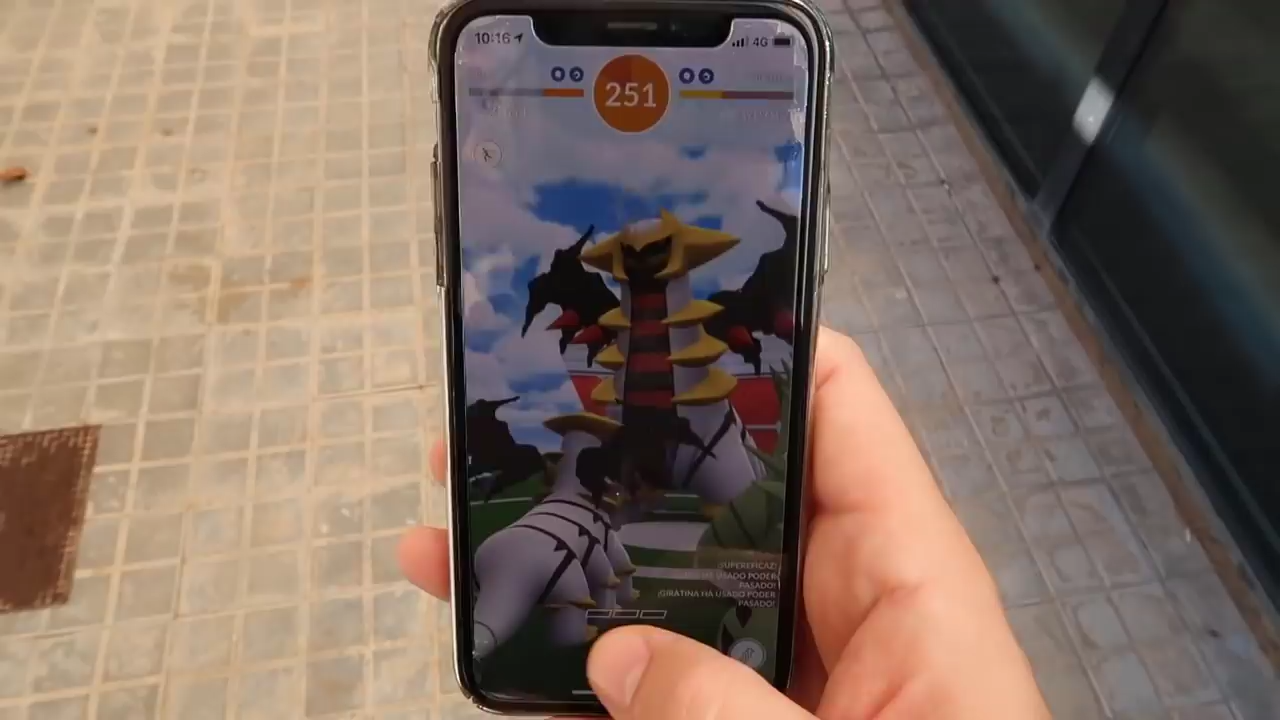 10:16
4G
251
¡SUPEREFICAZ!
HA USADO PODER
PASADO!
¡GIRATINA HA USADO PODER
PASADO!